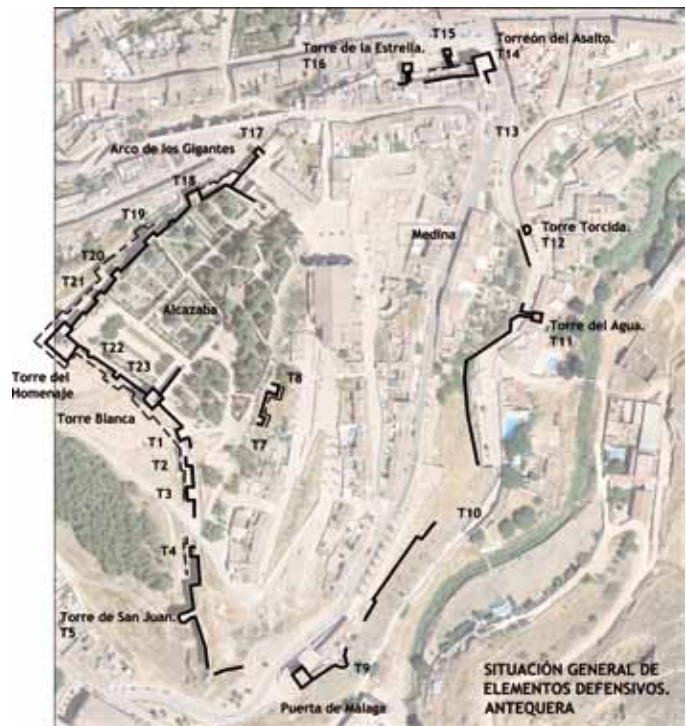 T15
Torre de la Estrella.
T16
Torreón del Asalto.
T14
T17
Arco de los Gigantes
T13
T18
T19
Medina
Torre Torcida.
T12
T20
T21
Alcazaba
Torre del Agua.
T11
T22
T23
Torre del
Homenaje
T8
Torre Blanca
T7
T1
T2
T3
T10
T4
Torre de San Juan.
T5
T9
Puerta de Málaga
SITUACIÓN GENERAL DE
ELEMENTOS DEFENSIVOS.
ANTEQUERA